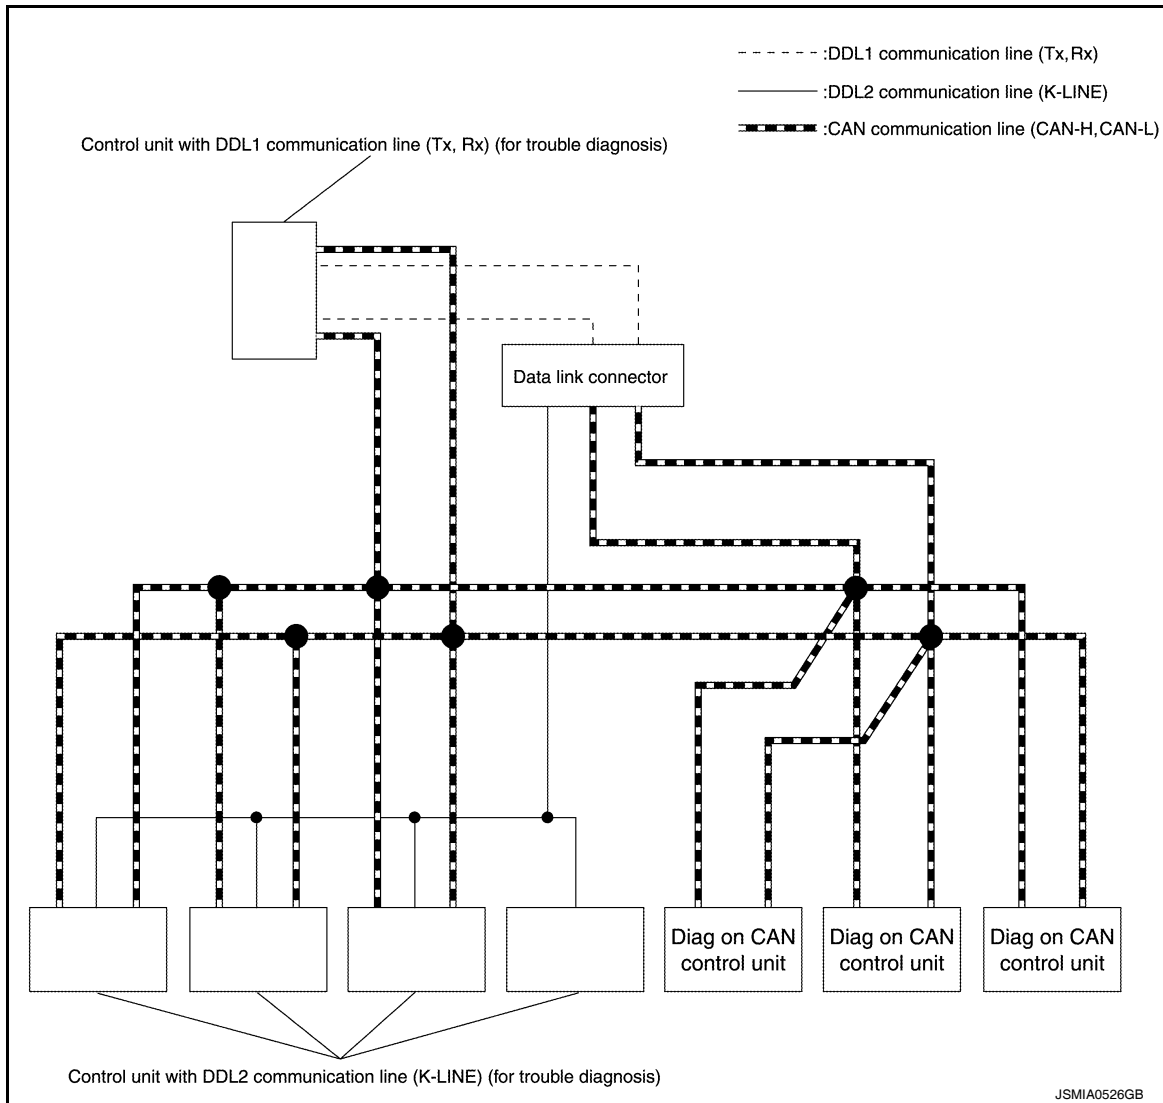 :DDL1 communication line (Tx,Rx)
:DDL2 communication line (K-LINE)
:CAN communication line (CAN-H,CAN-L)
Control unit with DDL1 communication line (Tx, Rx) (for trouble diagnosis)
Data link connector
Diag on CAN
control unit
Diag on CAN
control unit
Diag on CAN
control unit
Control unit with DDL2 communication line (K-LINE) (for trouble diagnosis)
JSMIA0526GB